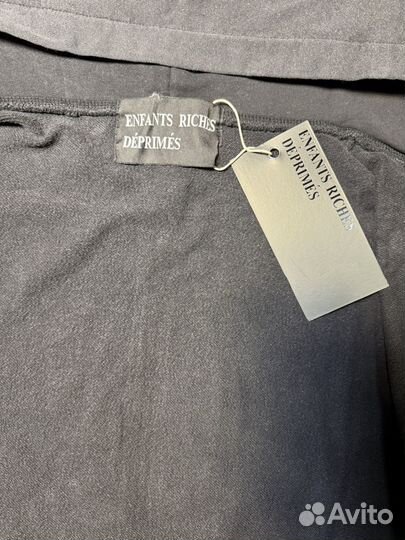 ENFANTS RICHES
DÉPRIMÉS
ENFANTS RICHES
DÉPRIMÉS
Avito